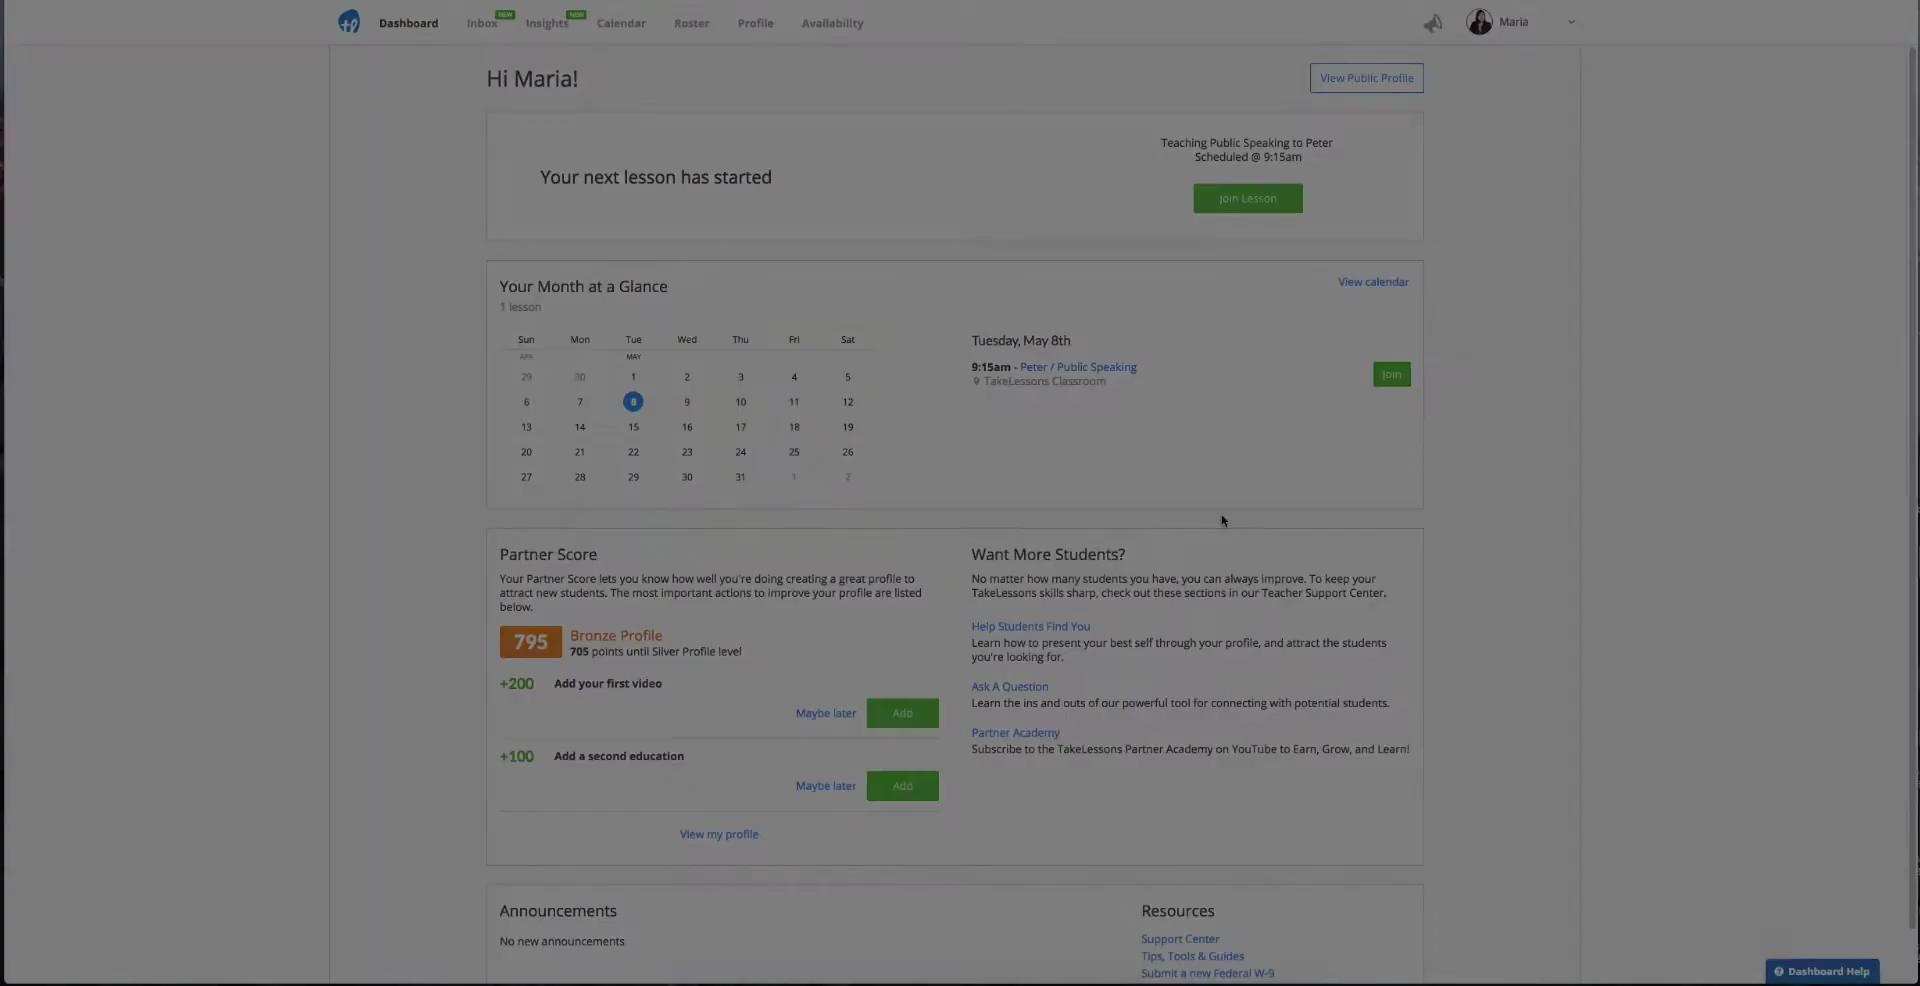 Dashboard Inbox NEW Insights NEW Calendar Roster Profile Availability Maria
Hi Maria!
View Public Profile
Your next lesson has started
Teaching Public Speaking to Peter
Scheduled @ 9:15am
Join Lesson
Your Month at a Glance
1 lesson
View calendar
Sun Mon Tue Wed Thu Fri Sat
APR MAY
29 30 1 2 3 4 5
6 7 8 9 10 11 12
13 14 15 16 17 18 19
20 21 22 23 24 25 26
27 28 29 30 31 1 2
Tuesday, May 8th
9:15am - Peter / Public Speaking
TakeLessons Classroom
Join
Partner Score
Your Partner Score lets you know how well you're doing creating a great profile to
attract new students. The most important actions to improve your profile are listed
below.
795
Bronze Profile
705 points until Silver Profile level
+200 Add your first video
Maybe later Add
+100 Add a second education
Maybe later Add
View my profile
Want More Students?
No matter how many students you have, you can always improve. To keep your
TakeLessons skills sharp, check out these sections in our Teacher Support Center.
Help Students Find You
Learn how to present your best self through your profile, and attract the students
you're looking for.
Ask A Question
Learn the ins and outs of our powerful tool for connecting with potential students.
Partner Academy
Subscribe to the TakeLessons Partner Academy on YouTube to Earn, Grow, and Learn!
Announcements
No new announcements
Resources
Support Center
Tips, Tools & Guides
Submit a new Federal W-9
Dashboard Help